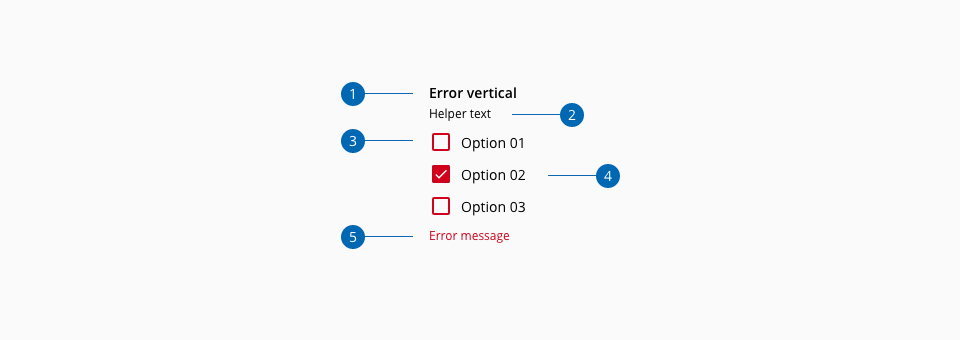 1 Error vertical
Helper text 2
3 Option 01
Option 02 4
Option 03
5 Error message